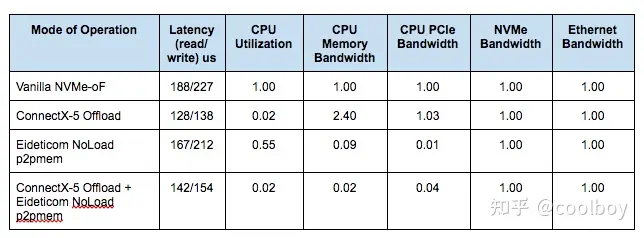 Mode of Operation Latency (read/ write) us CPU Utilization CPU Memory Bandwidth CPU PCIe Bandwidth NVMe Bandwidth Ethernet Bandwidth
Vanilla NVMe-oF 188/227 1.00 1.00 1.00 1.00 1.00
ConnectX-5 Offload 128/138 0.02 2.40 1.03 1.00 1.00
Eideticom NoLoad p2pmem 167/212 0.55 0.09 0.01 1.00 1.00
ConnectX-5 Offload + Eideticom NoLoad p2pmem 142/154 0.02 0.02 0.04 1.00 1.00
知乎 @coolboy